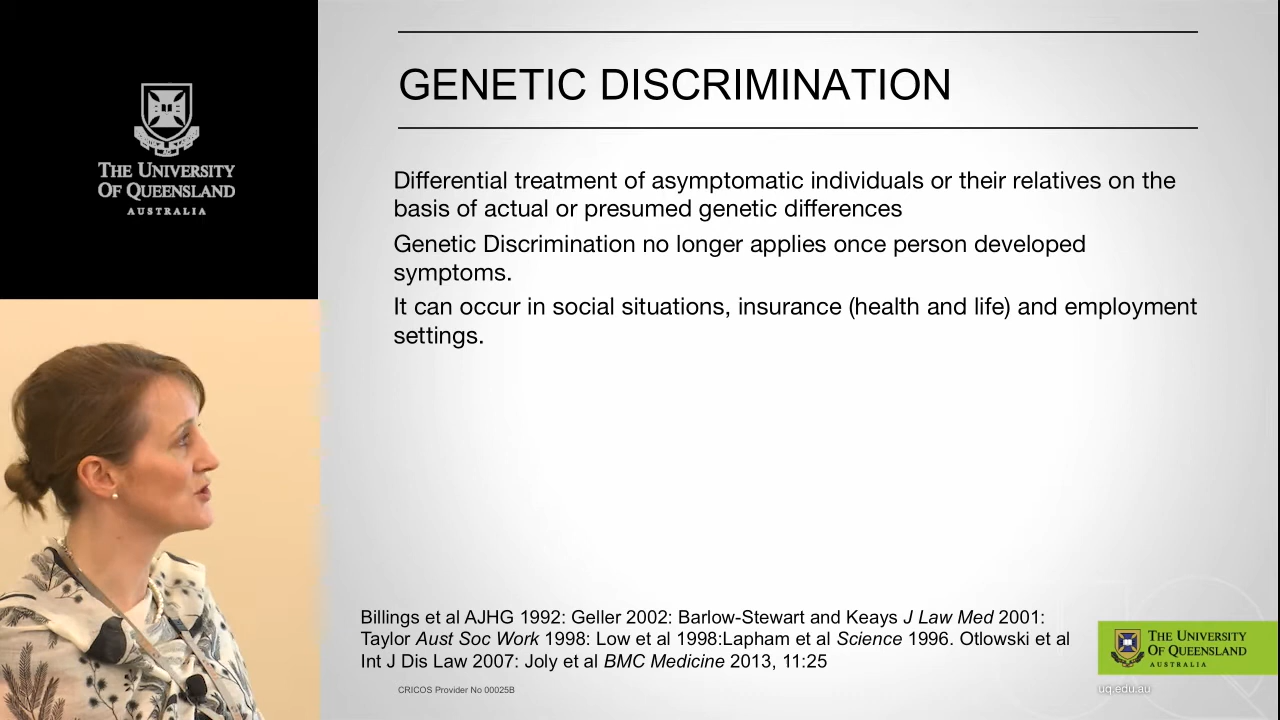 THE UNIVERSITY
OF QUEENSLAND
AUSTRALIA
GENETIC DISCRIMINATION
Differential treatment of asymptomatic individuals or their relatives on the
basis of actual or presumed genetic differences
Genetic Discrimination no longer applies once person developed
symptoms.
It can occur in social situations, insurance (health and life) and employment
settings.
Billings et al AJHG 1992: Geller 2002: Barlow-Stewart and Keays J Law Med 2001:
Taylor Aust Soc Work 1998: Low et al 1998:Lapham et al Science 1996. Otlowski et al
Int J Dis Law 2007: Joly et al BMC Medicine 2013, 11:25
THE UNIVERSITY
OF QUEENSLAND
AUSTRALIA
CRICOS Provider No 00025B
uq.edu.au